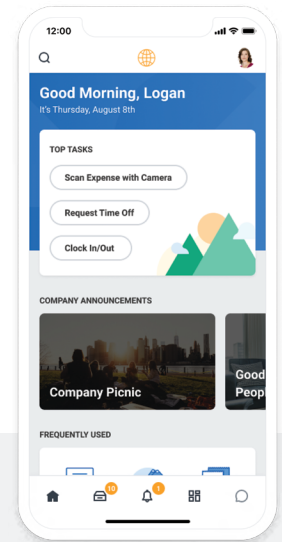 12:00
Good Morning, Logan
It's Thursday, August 8th
TOP TASKS
Scan Expense with Camera
Request Time Off
Clock In/Out
COMPANY ANNOUNCEMENTS
Company Picnic
Good
Peopl
FREQUENTLY USED
10
1